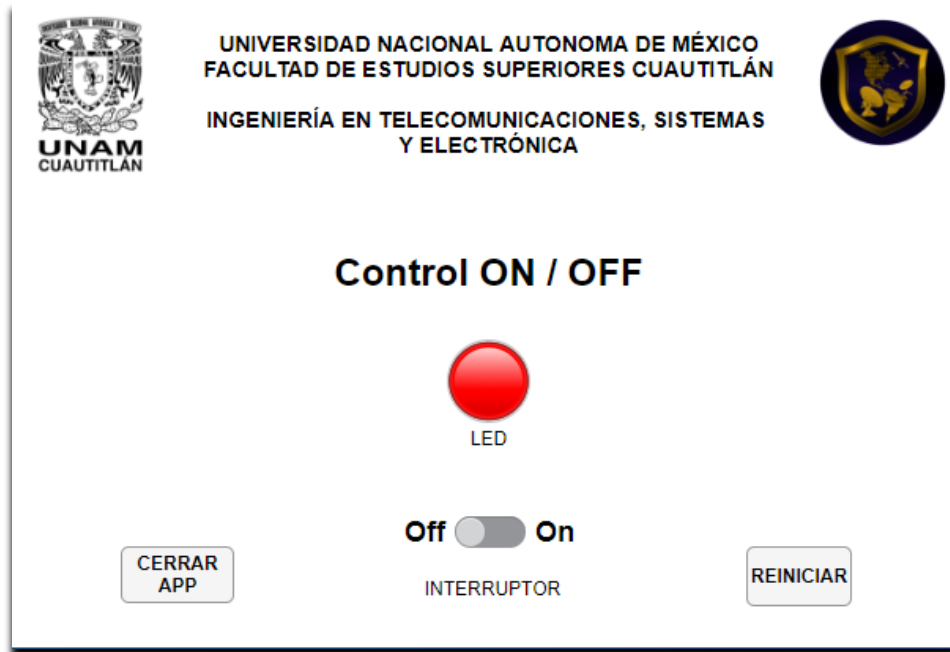 UNIVERSIDAD NACIONAL AUTONOMA DE MÉXICO
FACULTAD DE ESTUDIOS SUPERIORES CUAUTITLÁN
INGENIERÍA EN TELECOMUNICACIONES, SISTEMAS
Y ELECTRÓNICA
UNAM
CUAUTITLÁN
Control ON / OFF
LED
Off On
CERRAR
APP
INTERRUPTOR
REINICIAR